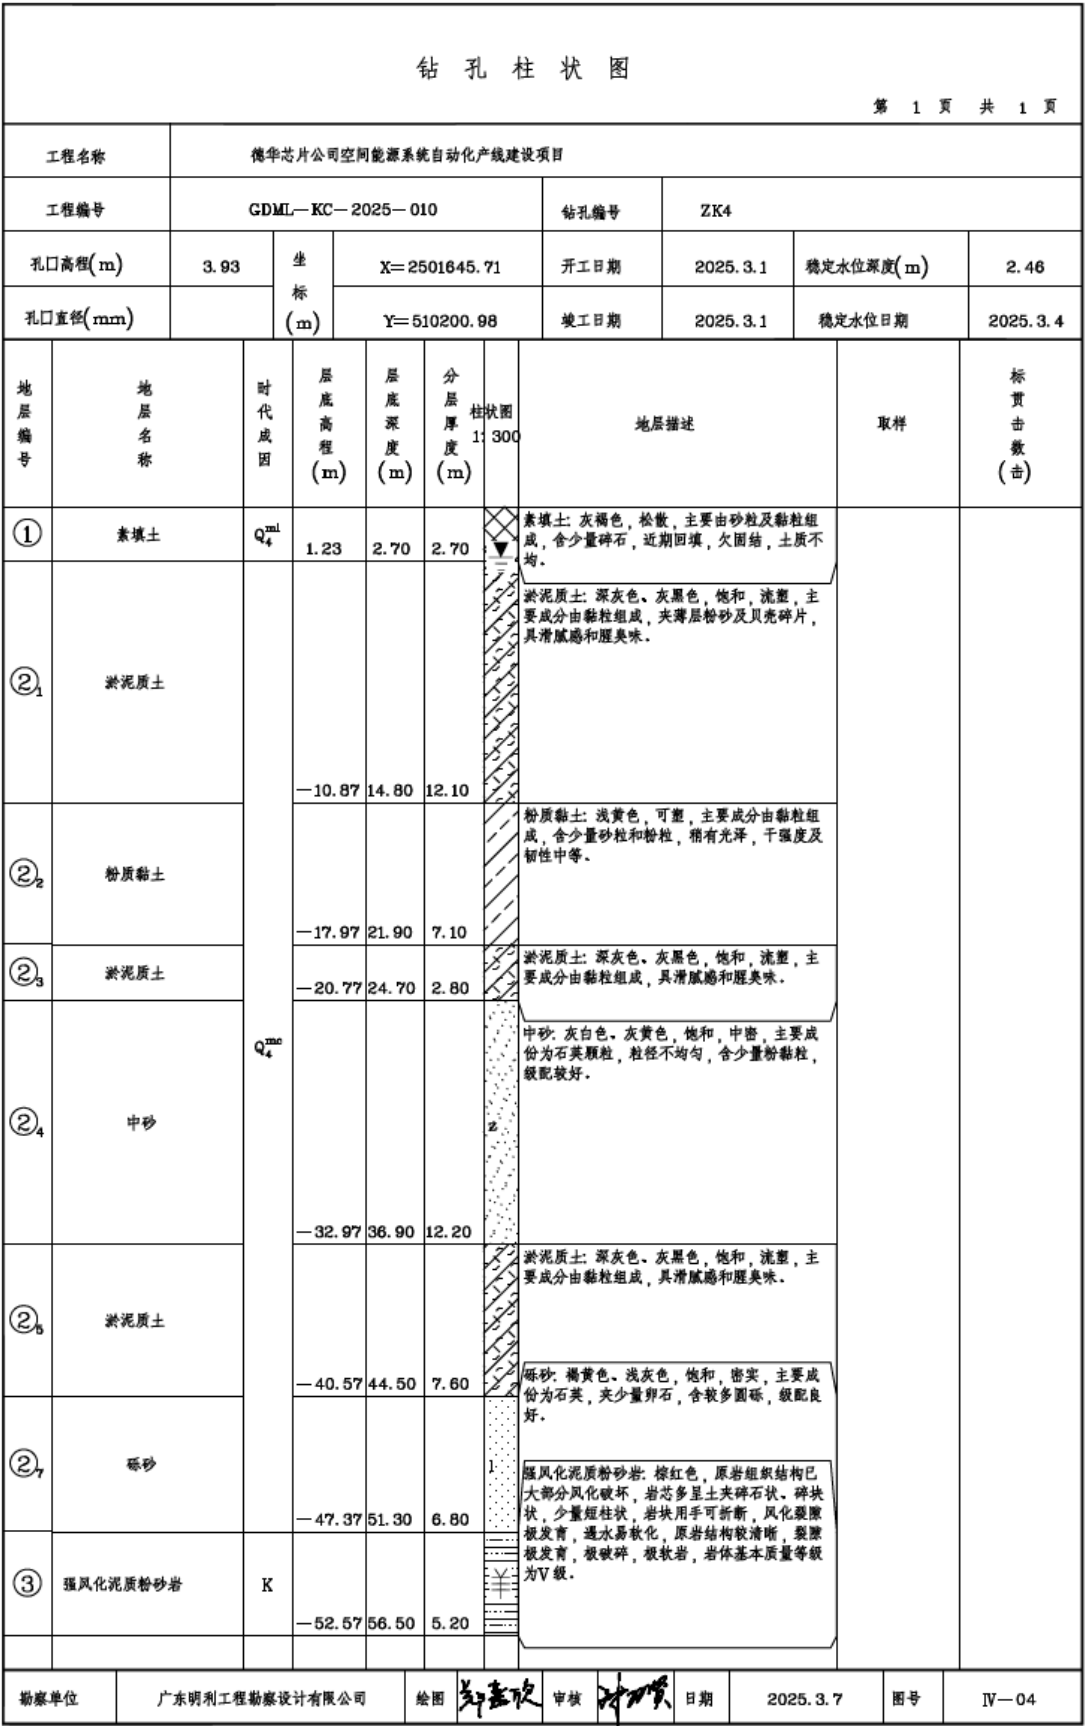 钻孔柱状图
第 1 页 共 1 页
工程名称 德华芯片公司空间能源系统自动化产线建设项目
工程编号 GDML-KC-2025-010 钻孔编号 ZK4
孔口高程(m) 3.93 坐标(m) X=2501645.71 开工日期 2025.3.1 稳定水位深度(m) 2.46
孔口直径(mm) Y=510200.98 竣工日期 2025.3.1 稳定水位日期 2025.3.4
地层编号 地层名称 时代成因 层底高程(m) 层底深度(m) 分层厚度(m) 柱状图 1:300 地层描述 取样 标贯击数(击)
① 素填土 Q4ml 1.23 2.70 2.70
素填土: 灰褐色, 松散, 主要由砂粒及黏粒组
成, 含少量碎石, 近期回填, 欠固结, 土质不
均.
②1 淤泥质土 -10.87 14.80 12.10
淤泥质土: 深灰色、灰黑色, 饱和, 流塑, 主
要成分由黏粒组成, 夹薄层粉砂及贝壳碎片,
具滑腻感和腥臭味.
②2 粉质黏土 -17.97 21.90 7.10
粉质黏土: 浅黄色, 可塑, 主要成分由黏粒组
成, 含少量砂粒和粉粒, 稍有光泽, 干强度及
韧性中等.
②3 淤泥质土 -20.77 24.70 2.80
淤泥质土: 深灰色、灰黑色, 饱和, 流塑, 主
要成分由黏粒组成, 具滑腻感和腥臭味.
Q4mc
②4 中砂 -32.97 36.90 12.20
z
中砂: 灰白色、灰黄色, 饱和, 中密, 主要成
份为石英颗粒, 粒径不均匀, 含少量粉黏粒,
级配较好.
②5 淤泥质土 -40.57 44.50 7.60
淤泥质土: 深灰色、灰黑色, 饱和, 流塑, 主
要成分由黏粒组成, 具滑腻感和腥臭味.
②7 砾砂 -47.37 51.30 6.80
砾砂: 褐黄色、浅灰色, 饱和, 密实, 主要成
份为石英, 夹少量卵石, 含较多圆砾, 级配良
好.
③ 强风化泥质粉砂岩 K -52.57 56.50 5.20
强风化泥质粉砂岩: 棕红色, 原岩组织结构已
大部分风化破坏, 岩芯多呈土夹碎石状、碎块
状, 少量短柱状, 岩块用手可折断, 风化裂隙
极发育, 遇水易软化, 原岩结构较清晰, 裂隙
极发育, 极破碎, 极软岩, 岩体基本质量等级
为V级.
勘察单位 广东明利工程勘察设计有限公司 绘图 审核 日期 2025.3.7 图号 Ⅳ-04